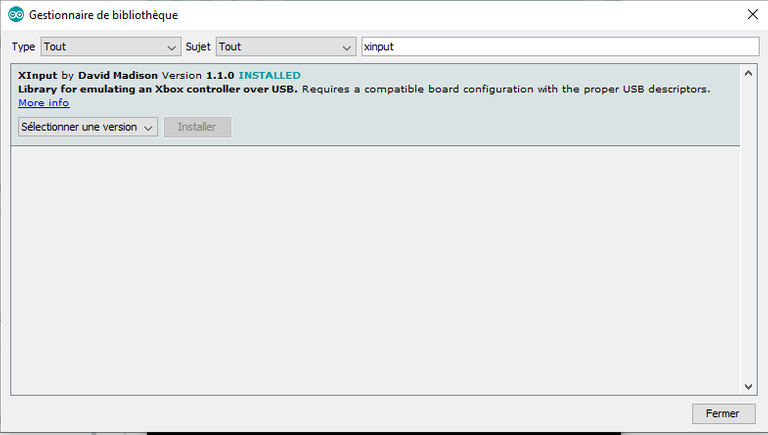 Gestionnaire de bibliothèque
Type Tout Sujet Tout xinput
XInput by David Madison Version 1.1.0 INSTALLED
Library for emulating an Xbox controller over USB. Requires a compatible board configuration with the proper USB descriptors.
More info
Sélectionner une version Installer
Fermer